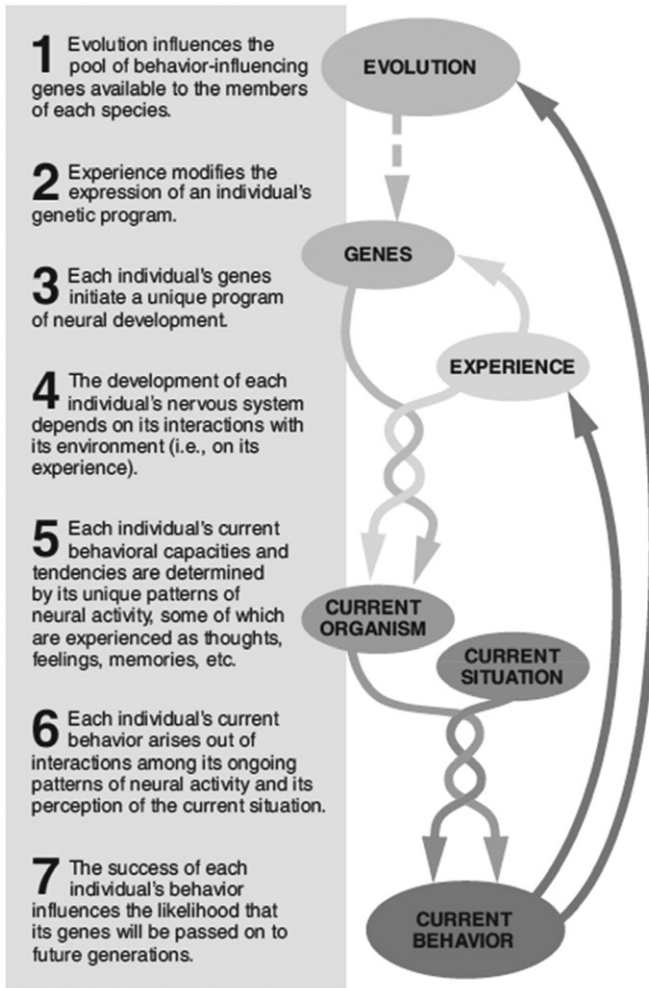 1 Evolution influences the
pool of behavior-influencing
genes available to the members
of each species.
2 Experience modifies the
expression of an individual's
genetic program.
3 Each individual's genes
initiate a unique program
of neural development.
4 The development of each
individual's nervous system
depends on its interactions with
its environment (i.e., on its
experience).
5 Each individual's current
behavioral capacities and
tendencies are determined
by its unique patterns of
neural activity, some of which
are experienced as thoughts,
feelings, memories, etc.
6 Each individual's current
behavior arises out of
interactions among its ongoing
patterns of neural activity and its
perception of the current situation.
7 The success of each
individual's behavior
influences the likelihood that
its genes will be passed on to
future generations.
EVOLUTION
GENES
EXPERIENCE
CURRENT
ORGANISM
CURRENT
SITUATION
CURRENT
BEHAVIOR